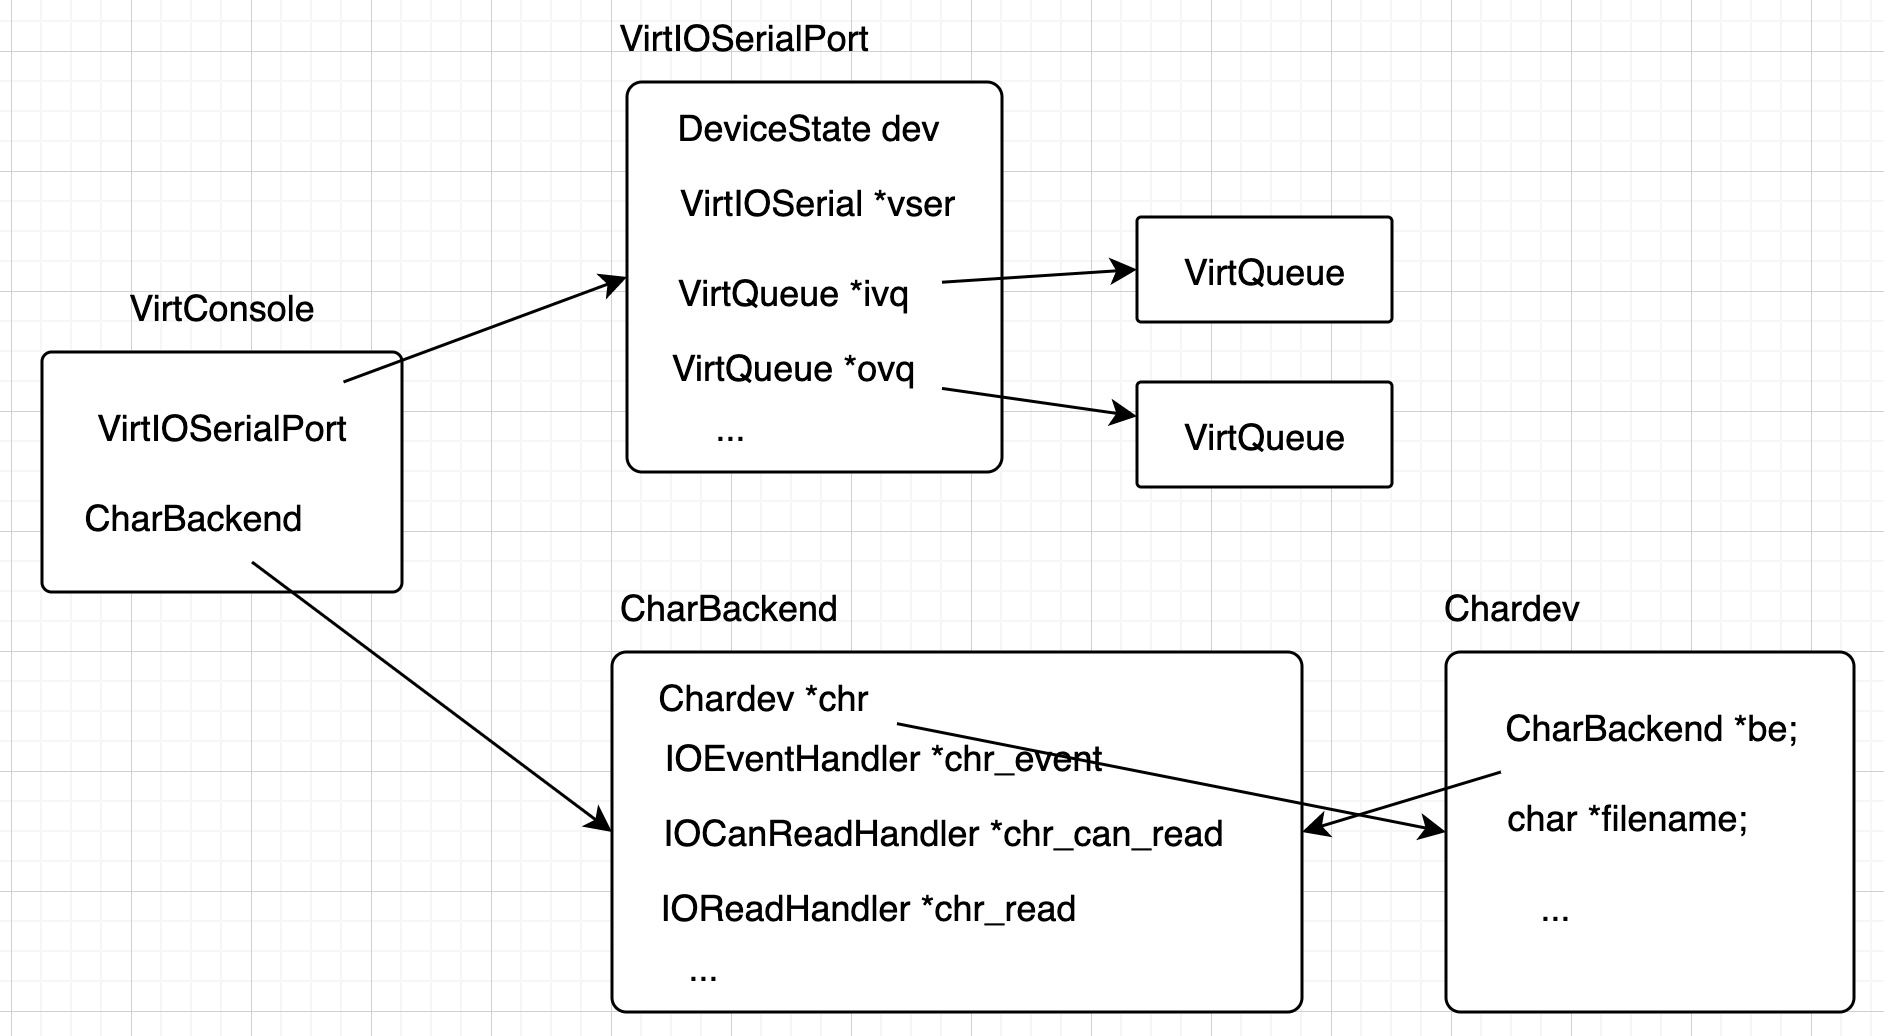 VirtIOSerialPort
DeviceState dev
VirtIOSerial *vser
VirtQueue *ivq
VirtQueue *ovq
...
VirtQueue
VirtQueue
VirtConsole
VirtIOSerialPort
CharBackend
CharBackend
Chardev *chr
IOEventHandler *chr_event
IOCanReadHandler *chr_can_read
IOReadHandler *chr_read
...
Chardev
CharBackend *be;
char *filename;
...